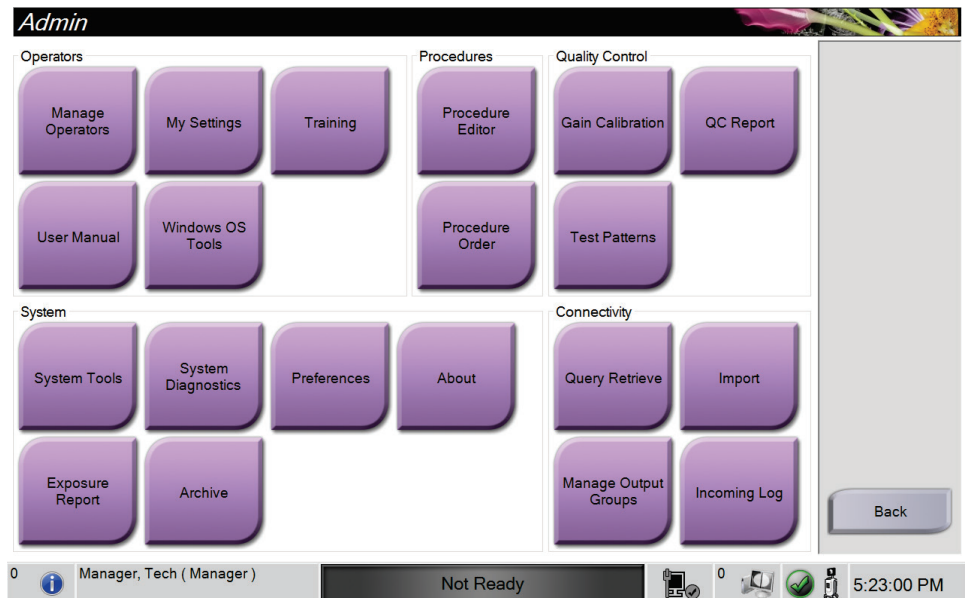 Admin
Operators
Manage
Operators
My Settings
Training
User Manual
Windows OS
Tools
Procedures
Procedure
Editor
Procedure
Order
Quality Control
Gain Calibration
QC Report
Test Patterns
System
System Tools
System
Diagnostics
Preferences
About
Exposure
Report
Archive
Connectivity
Query Retrieve
Import
Manage Output
Groups
Incoming Log
Back
0
Manager, Tech ( Manager )
Not Ready
0
5:23:00 PM